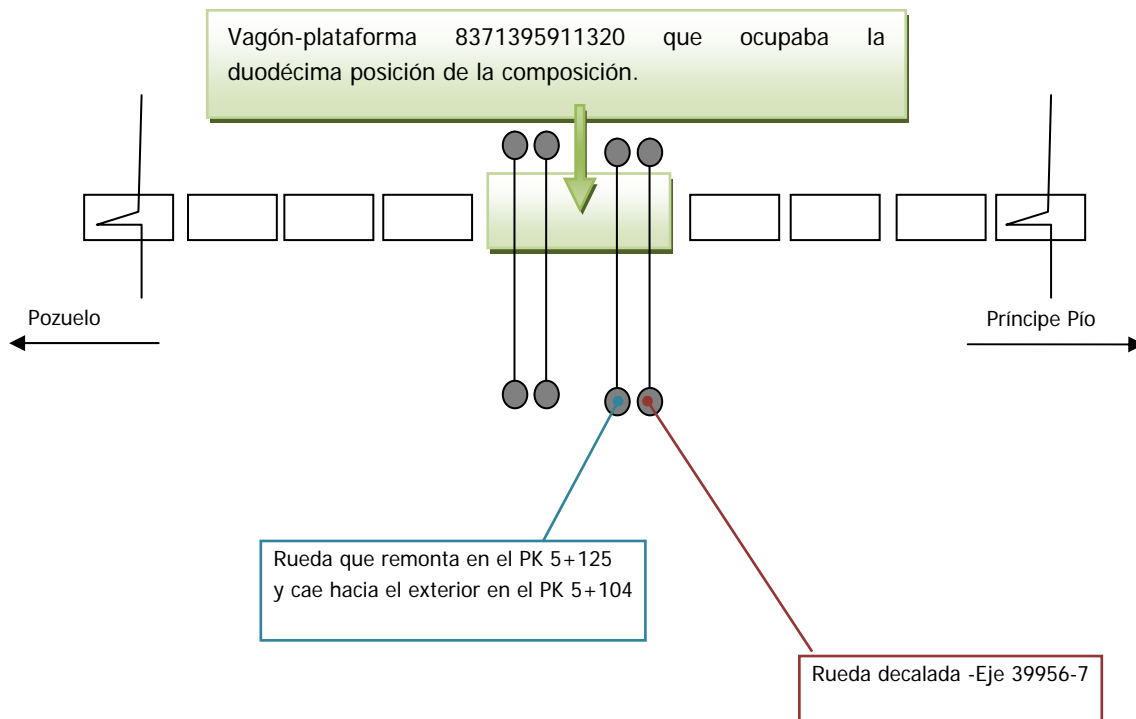 Vagón-plataforma 8371395911320 que ocupaba la
duodécima posición de la composición.
Pozuelo
Príncipe Pío
Rueda que remonta en el PK 5+125
y cae hacia el exterior en el PK 5+104
Rueda decalada -Eje 39956-7